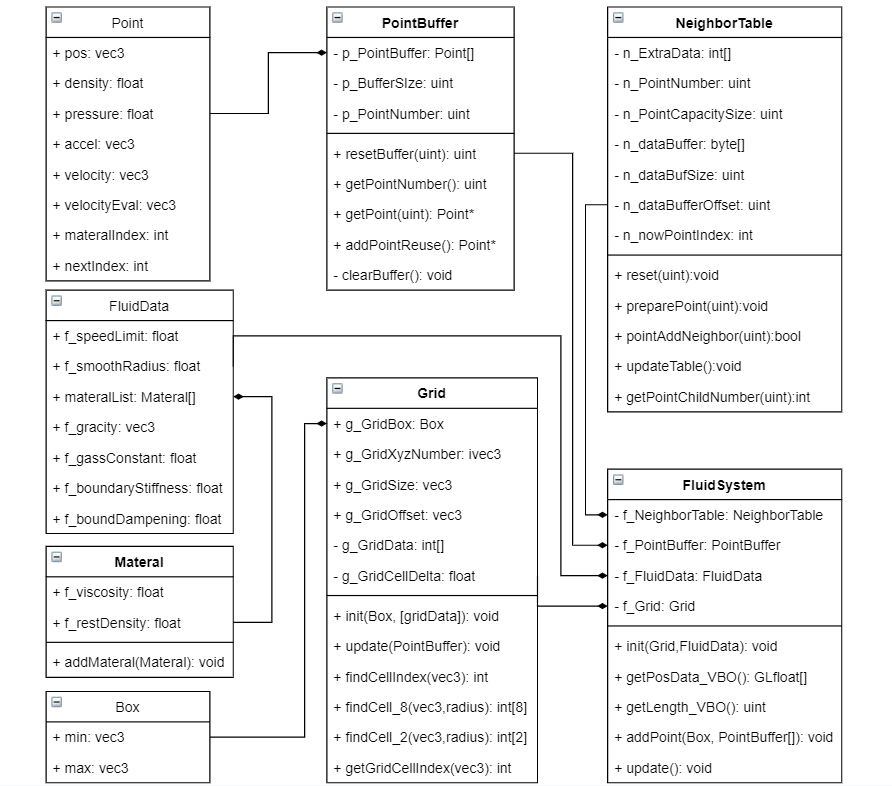 Point
+ pos: vec3
+ density: float
+ pressure: float
+ accel: vec3
+ velocity: vec3
+ velocityEval: vec3
+ materalIndex: int
+ nextIndex: int
PointBuffer
- p_PointBuffer: Point[]
- p_BufferSIze: uint
- p_PointNumber: uint
+ resetBuffer(uint): uint
+ getPointNumber(): uint
+ getPoint(uint): Point*
+ addPointReuse(): Point*
- clearBuffer(): void
NeighborTable
- n_ExtraData: int[]
- n_PointNumber: uint
- n_PointCapacitySize: uint
- n_dataBuffer: byte[]
- n_dataBufSize: uint
- n_dataBufferOffset: uint
- n_nowPointIndex: int
+ reset(uint):void
+ preparePoint(uint):void
+ pointAddNeighbor(uint):bool
+ updateTable():void
+ getPointChildNumber(uint):int
FluidData
+ f_speedLimit: float
+ f_smoothRadius: float
+ materalList: Materal[]
+ f_gracity: vec3
+ f_gassConstant: float
+ f_boundaryStiffness: float
+ f_boundDampening: float
Materal
+ f_viscosity: float
+ f_restDensity: float
+ addMateral(Materal): void
Box
+ min: vec3
+ max: vec3
Grid
+ g_GridBox: Box
+ g_GridXyzNumber: ivec3
+ g_GridSize: vec3
+ g_GridOffset: vec3
- g_GridData: int[]
- g_GridCellDelta: float
+ init(Box, [gridData]): void
+ update(PointBuffer): void
+ findCellIndex(vec3): int
+ findCell_8(vec3,radius): int[8]
+ findCell_2(vec3,radius): int[2]
+ getGridCellIndex(vec3): int
FluidSystem
- f_NeighborTable: NeighborTable
- f_PointBuffer: PointBuffer
- f_FluidData: FluidData
- f_Grid: Grid
+ init(Grid,FluidData): void
+ getPosData_VBO(): GLfloat[]
+ getLength_VBO(): uint
+ addPoint(Box, PointBuffer[]): void
+ update(): void